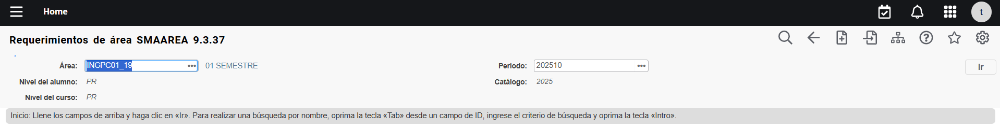 Home
t
Requerimientos de área SMAAREA 9.3.37
Área: INGPC01_19 ••• 01 SEMESTRE Periodo: 202510 ••• Ir
Nivel del alumno: PR Catálogo: 2025
Nivel del curso: PR
Inicio: Llene los campos de arriba y haga clic en «Ir». Para realizar una búsqueda por nombre, oprima la tecla «Tab» desde un campo de ID, ingrese el criterio de búsqueda y oprima la tecla «Intro».